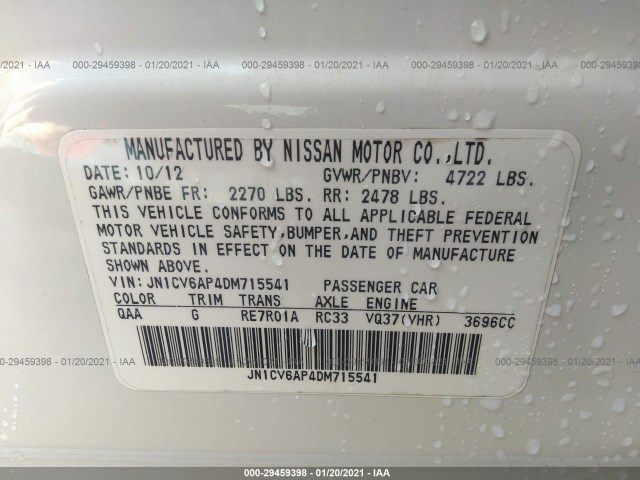 000-29459398 - 01/20/2021 - IAA
MANUFACTURED BY NISSAN MOTOR CO.,LTD.
DATE: 10/12 GVWR/PNBV: 4722 LBS.
GAWR/PNBE FR: 2270 LBS. RR: 2478 LBS.
THIS VEHICLE CONFORMS TO ALL APPLICABLE FEDERAL
MOTOR VEHICLE SAFETY,BUMPER,AND THEFT PREVENTION
STANDARDS IN EFFECT ON THE DATE OF MANUFACTURE
SHOWN ABOVE.
VIN: JN1CV6AP4DM715541 PASSENGER CAR
COLOR TRIM TRANS AXLE ENGINE
QAA G RE7R01A RC33 VQ37(VHR) 3696CC
JN1CV6AP4DM715541
000-29459398 - 01/20/2021 - IAA